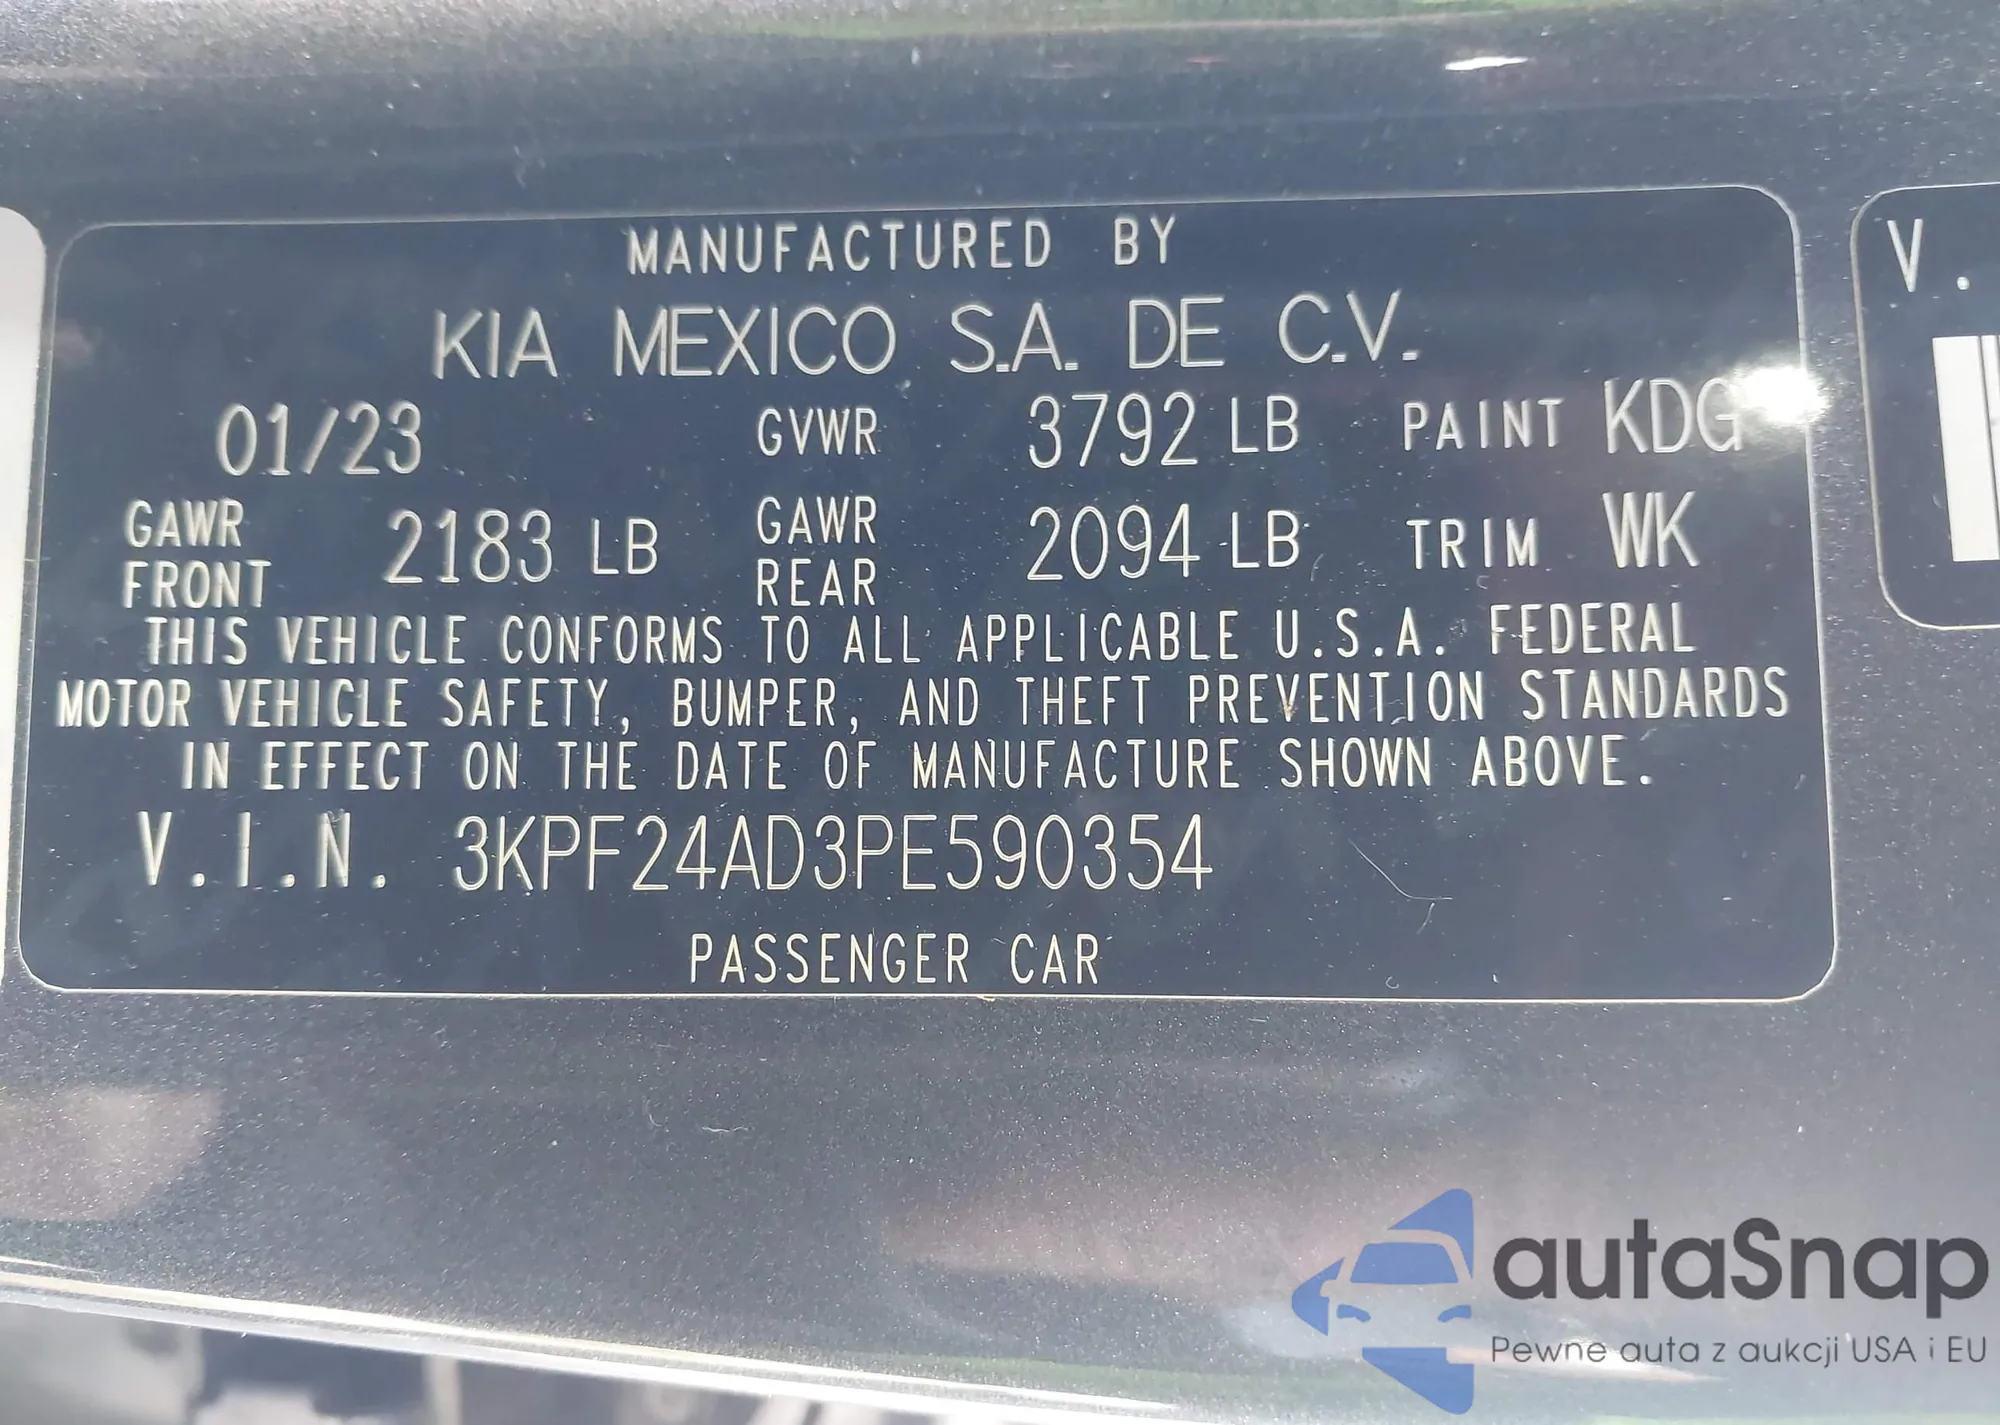 MANUFACTURED BY
KIA MEXICO S.A. DE C.V.
01/23 GVWR 3792 LB PAINT KDG
GAWR FRONT 2183 LB GAWR REAR 2094 LB TRIM WK
THIS VEHICLE CONFORMS TO ALL APPLICABLE U.S.A. FEDERAL
MOTOR VEHICLE SAFETY, BUMPER, AND THEFT PREVENTION STANDARDS
IN EFFECT ON THE DATE OF MANUFACTURE SHOWN ABOVE.
V.I.N. 3KPF24AD3PE590354
PASSENGER CAR
V.
autaSnap
Pewne auta z aukcji USA i EU